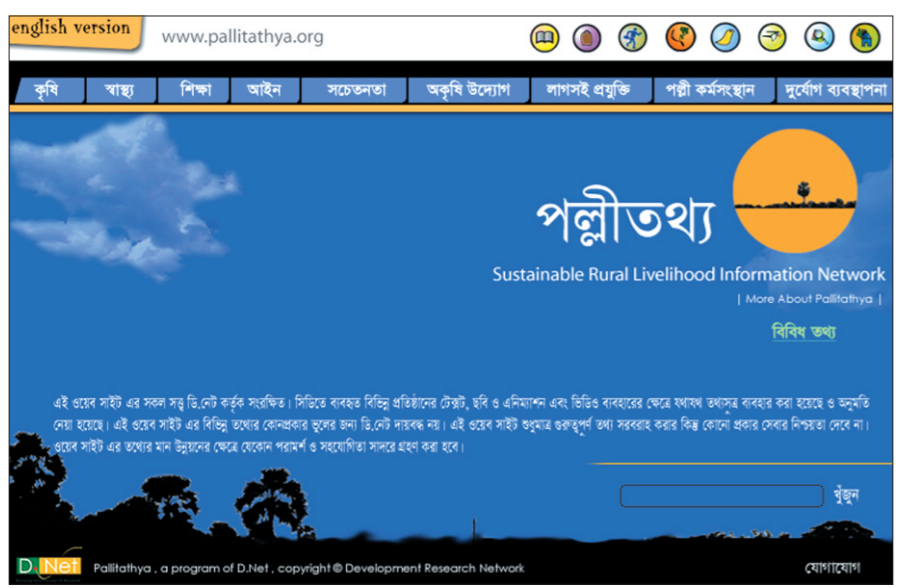 english version
www.pallitathya.org
কৃষি স্বাস্থ্য শিক্ষা আইন সচেতনতা অকৃষি উদ্যোগ লাগসই প্রযুক্তি পল্লী কর্মসংস্থান দুর্যোগ ব্যবস্থাপনা
পল্লীতথ্য
Sustainable Rural Livelihood Information Network
| More About Pallitathya |
বিবিধ তথ্য
এই ওয়েব সাইট এর সকল সত্ত্ব ডি.নেট কর্তৃক সংরক্ষিত। সিডিতে ব্যবহৃত বিভিন্ন প্রতিষ্ঠানের টেক্সট, ছবি ও এনিম্যাশন এবং ভিডিও ব্যবহারের ক্ষেত্রে যথাযথ তথ্যসূত্র ব্যবহার করা হয়েছে ও অনুমতি
নেয়া হয়েছে। এই ওয়েব সাইট এর বিভিন্ন তথ্যের কোনপ্রকার ভুলের জন্য ডি.নেট দায়বদ্ধ নয়। এই ওয়েব সাইট শুধুমাত্র গুরুত্বপূর্ণ তথ্য সরবরাহ করার কিন্তু কোনো প্রকার সেবার নিশ্চয়তা দেবে না।
ওয়েব সাইট এর তথ্যের মান উন্নয়নের ক্ষেত্রে যেকোন পরামর্শ ও সহযোগিতা সাদরে গ্রহণ করা হবে।
খুঁজুন
D.Net Pallitathya , a program of D.Net , copyright © Development Research Network
যোগাযোগ